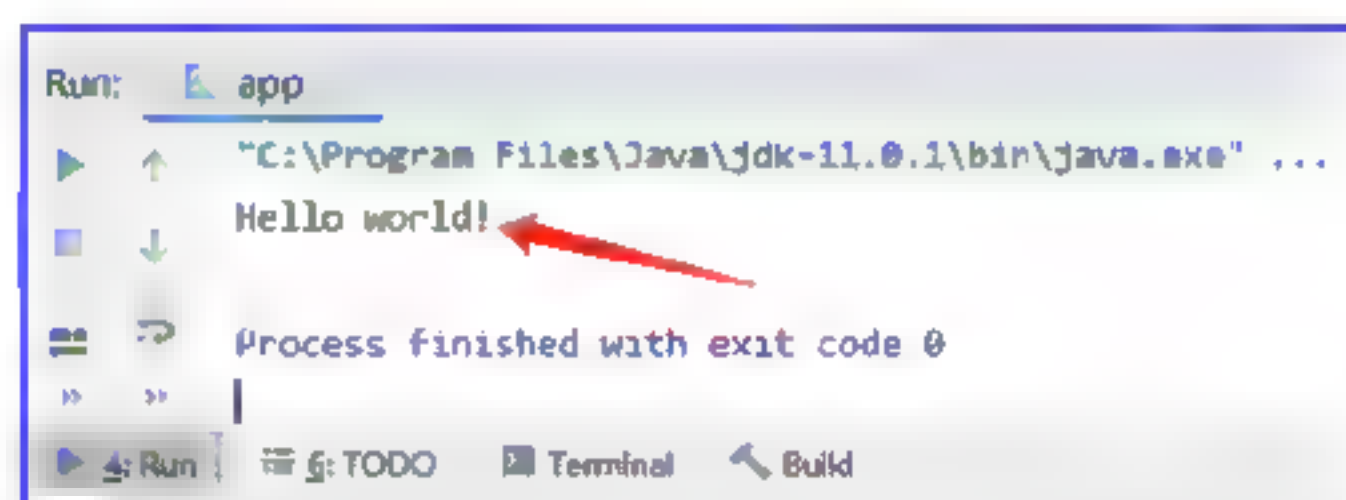 Run: app
"C:\Program Files\Java\jdk-11.0.1\bin\java.exe" ...
Hello world!
Process finished with exit code 0
4: Run 6: TODO Terminal Build